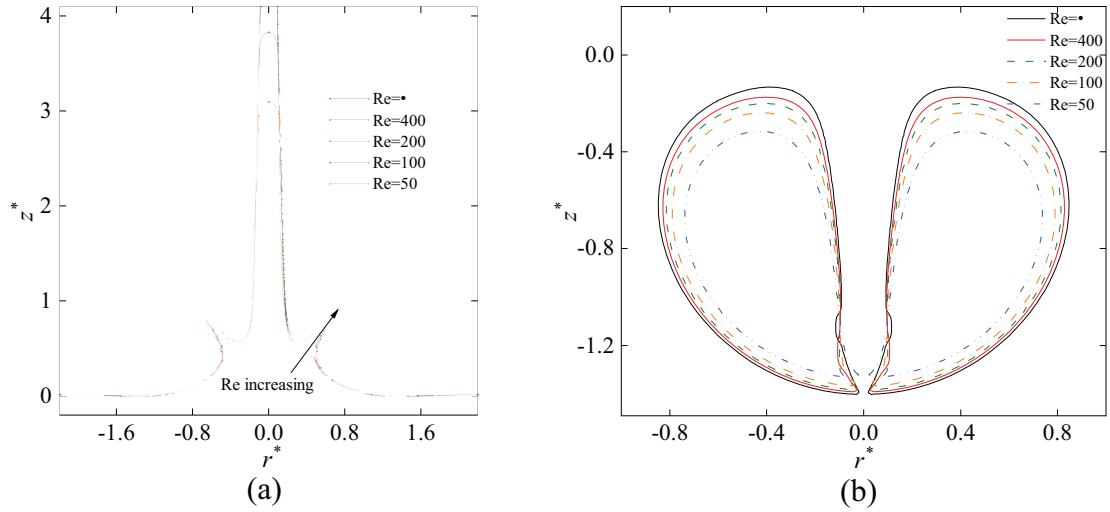 4
3
2
1
0
z*
-1.6
-0.8
0.0
0.8
1.6
r*
Re=•
Re=400
Re=200
Re=100
Re=50
Re increasing
(a)
0.0
-0.4
-0.8
-1.2
z*
-0.8
-0.4
0.0
0.4
0.8
r*
Re=•
Re=400
Re=200
Re=100
Re=50
(b)